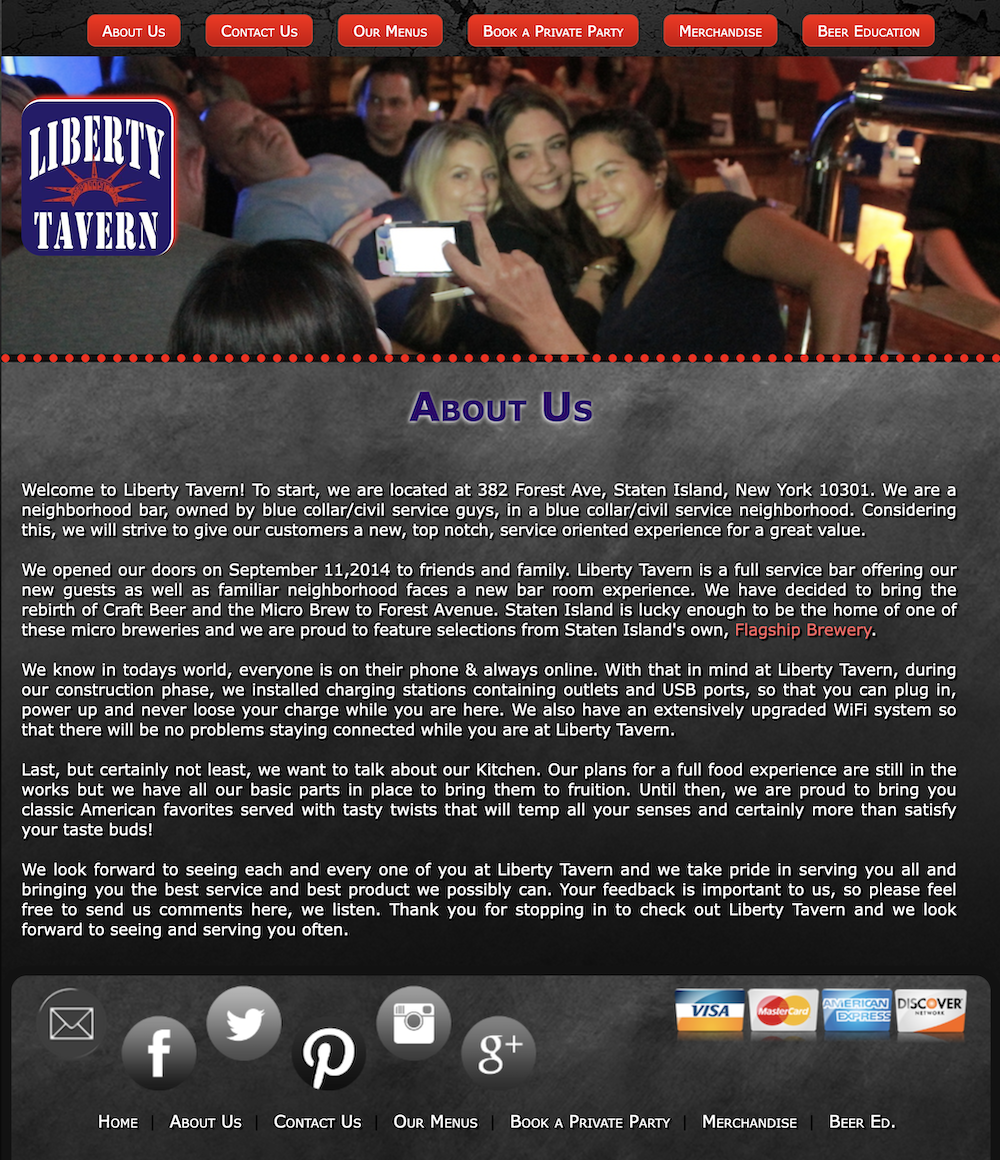 About Us
Contact Us
Our Menus
Book a Private Party
Merchandise
Beer Education
LIBERTY
TAVERN
About Us
Welcome to Liberty Tavern! To start, we are located at 382 Forest Ave, Staten Island, New York 10301. We are a
neighborhood bar, owned by blue collar/civil service guys, in a blue collar/civil service neighborhood. Considering
this, we will strive to give our customers a new, top notch, service oriented experience for a great value.
We opened our doors on September 11,2014 to friends and family. Liberty Tavern is a full service bar offering our
new guests as well as familiar neighborhood faces a new bar room experience. We have decided to bring the
rebirth of Craft Beer and the Micro Brew to Forest Avenue. Staten Island is lucky enough to be the home of one of
these micro breweries and we are proud to feature selections from Staten Island's own, Flagship Brewery.
We know in todays world, everyone is on their phone & always online. With that in mind at Liberty Tavern, during
our construction phase, we installed charging stations containing outlets and USB ports, so that you can plug in,
power up and never loose your charge while you are here. We also have an extensively upgraded WiFi system so
that there will be no problems staying connected while you are at Liberty Tavern.
Last, but certainly not least, we want to talk about our Kitchen. Our plans for a full food experience are still in the
works but we have all our basic parts in place to bring them to fruition. Until then, we are proud to bring you
classic American favorites served with tasty twists that will temp all your senses and certainly more than satisfy
your taste buds!
We look forward to seeing each and every one of you at Liberty Tavern and we take pride in serving you all and
bringing you the best service and best product we possibly can. Your feedback is important to us, so please feel
free to send us comments here, we listen. Thank you for stopping in to check out Liberty Tavern and we look
forward to seeing and serving you often.
VISA
MasterCard
AMERICAN EXPRESS
DISCOVER NETWORK
Home | About Us | Contact Us | Our Menus | Book a Private Party | Merchandise | Beer Ed.